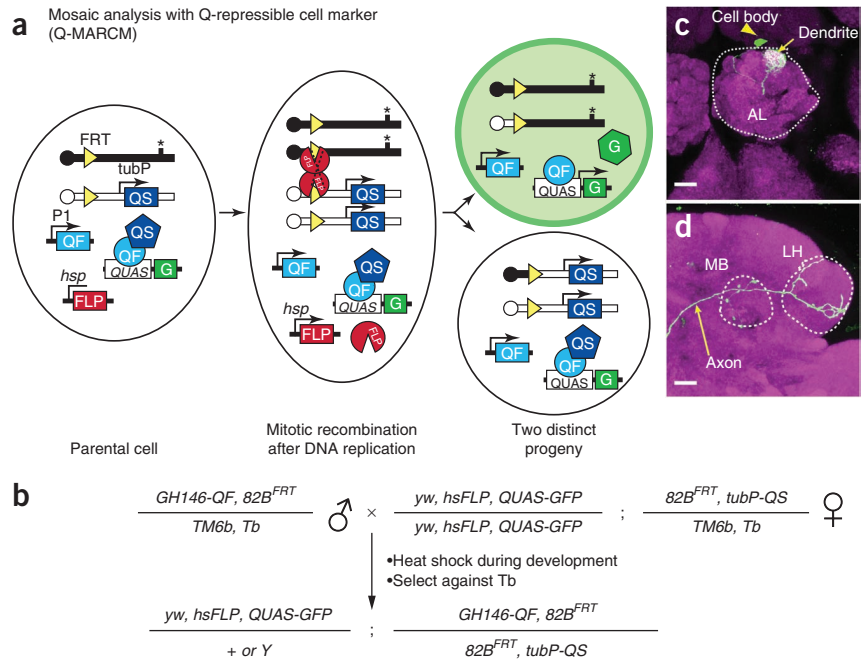 a Mosaic analysis with Q-repressible cell marker
(Q-MARCM)
FRT
*
tubP
QS
P1
QF
QS
QF
QUAS
G
hsp
FLP
Parental cell
*
*
FLP
FLP
QS
QS
QF
QS
QF
QUAS
G
hsp
FLP
FLP
Mitotic recombination
after DNA replication
*
*
G
QF
QF
QUAS
G
QS
QS
QF
QS
QF
QUAS
G
Two distinct
progeny
c
Cell body
Dendrite
AL
d
LH
MB
Axon
b
GH146-QF, 82B^FRT
TM6b, Tb
♂ ×
yw, hsFLP, QUAS-GFP
yw, hsFLP, QUAS-GFP
;
82B^FRT, tubP-QS
TM6b, Tb
♀
•Heat shock during development
•Select against Tb
yw, hsFLP, QUAS-GFP
+ or Y
;
GH146-QF, 82B^FRT
82B^FRT, tubP-QS